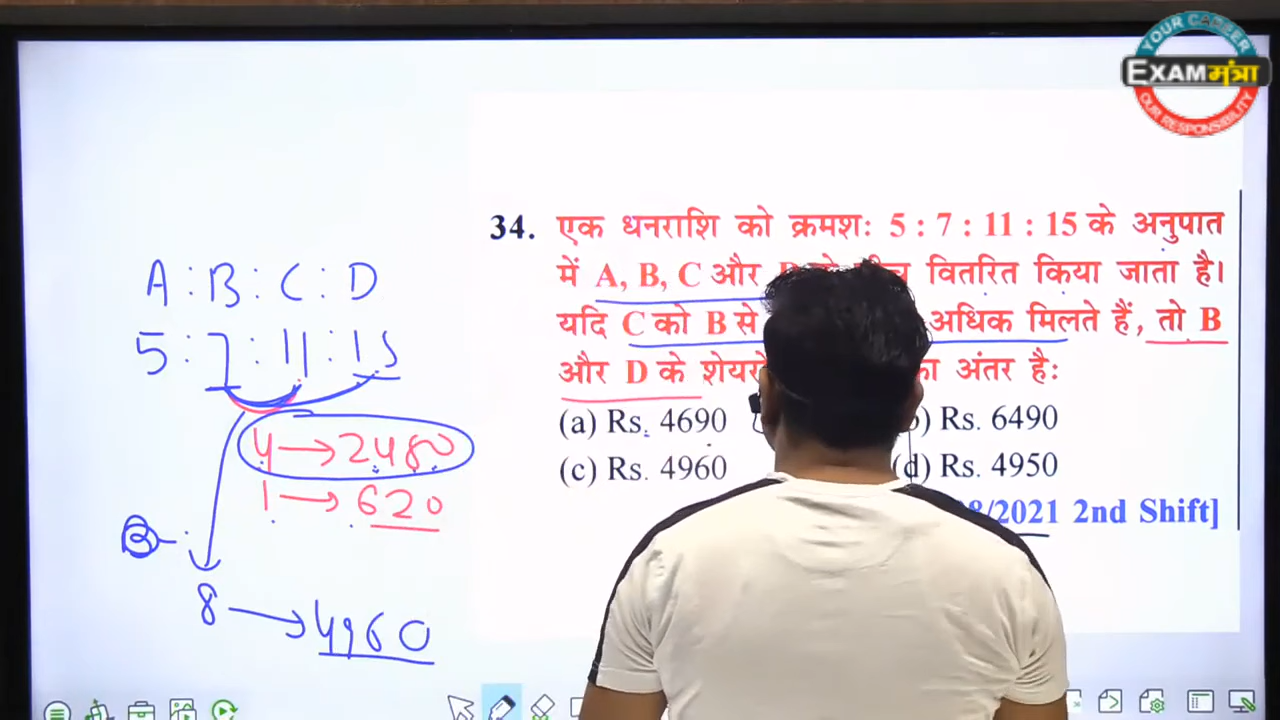 YOUR CAREER
EXAMमंत्रा
OUR RESPONSIBILITY
34. एक धनराशि को क्रमशः 5 : 7 : 11 : 15 के अनुपात
में A, B, C और वितरित किया जाता है।
यदि C को B से अधिक मिलते हैं, तो B
और D के शेयरों का अंतर है:
(a) Rs. 4690 b) Rs. 6490
(c) Rs. 4960 (d) Rs. 4950
8/2021 2nd Shift]
A : B : C : D
5 : 7 : 11 : 15
4 → 2480
1 → 620
8 → 4960